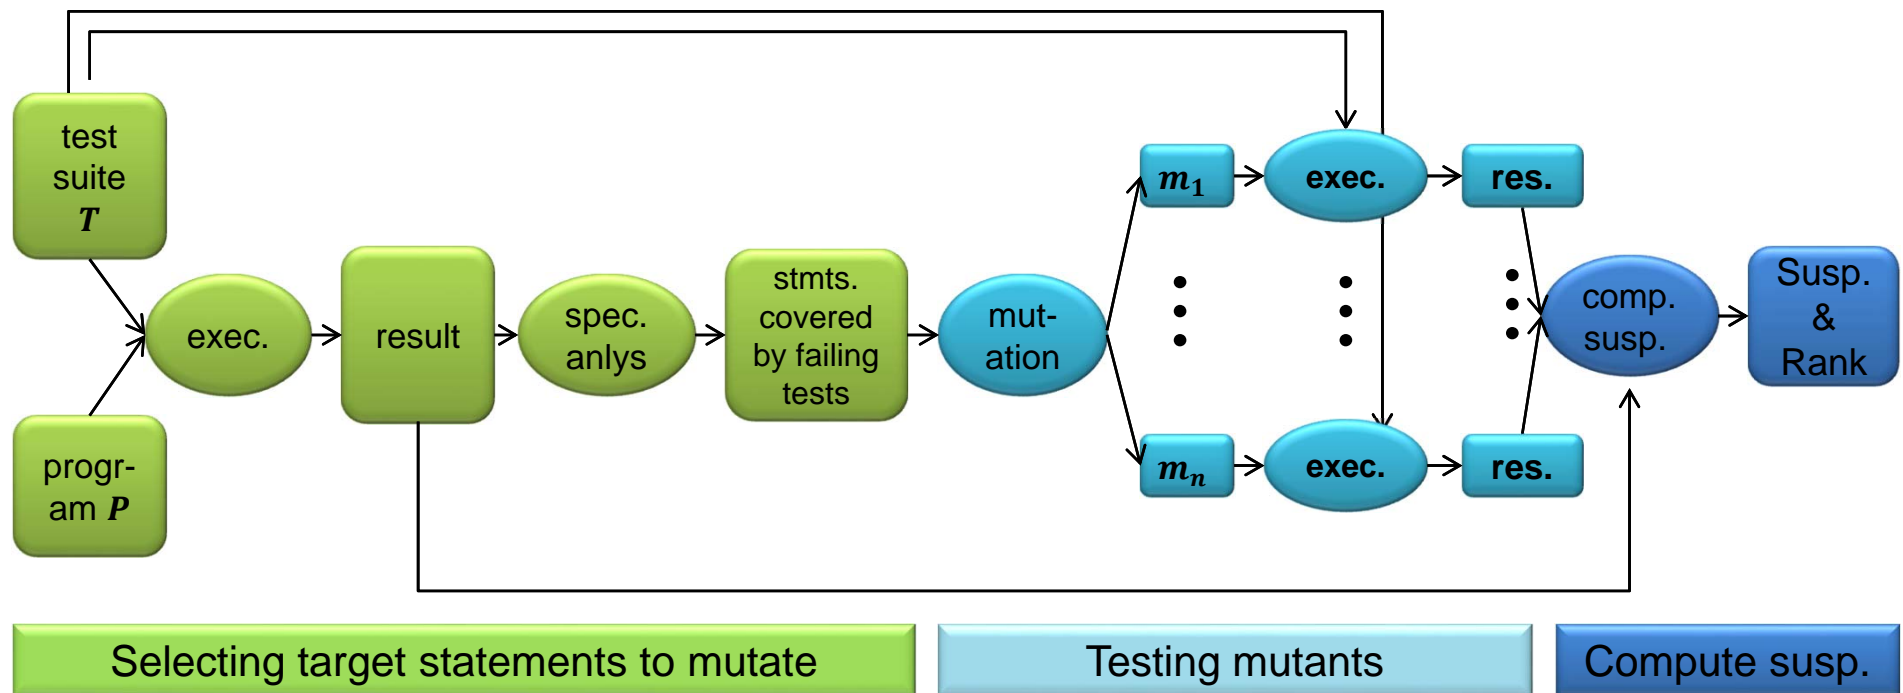 test
suite
T
progr-
am P
exec.
result
spec.
anlys
stmts.
covered
by failing
tests
mut-
ation
m₁
exec.
res.
mₙ
exec.
res.
comp.
susp.
Susp.
&
Rank
Selecting target statements to mutate
Testing mutants
Compute susp.